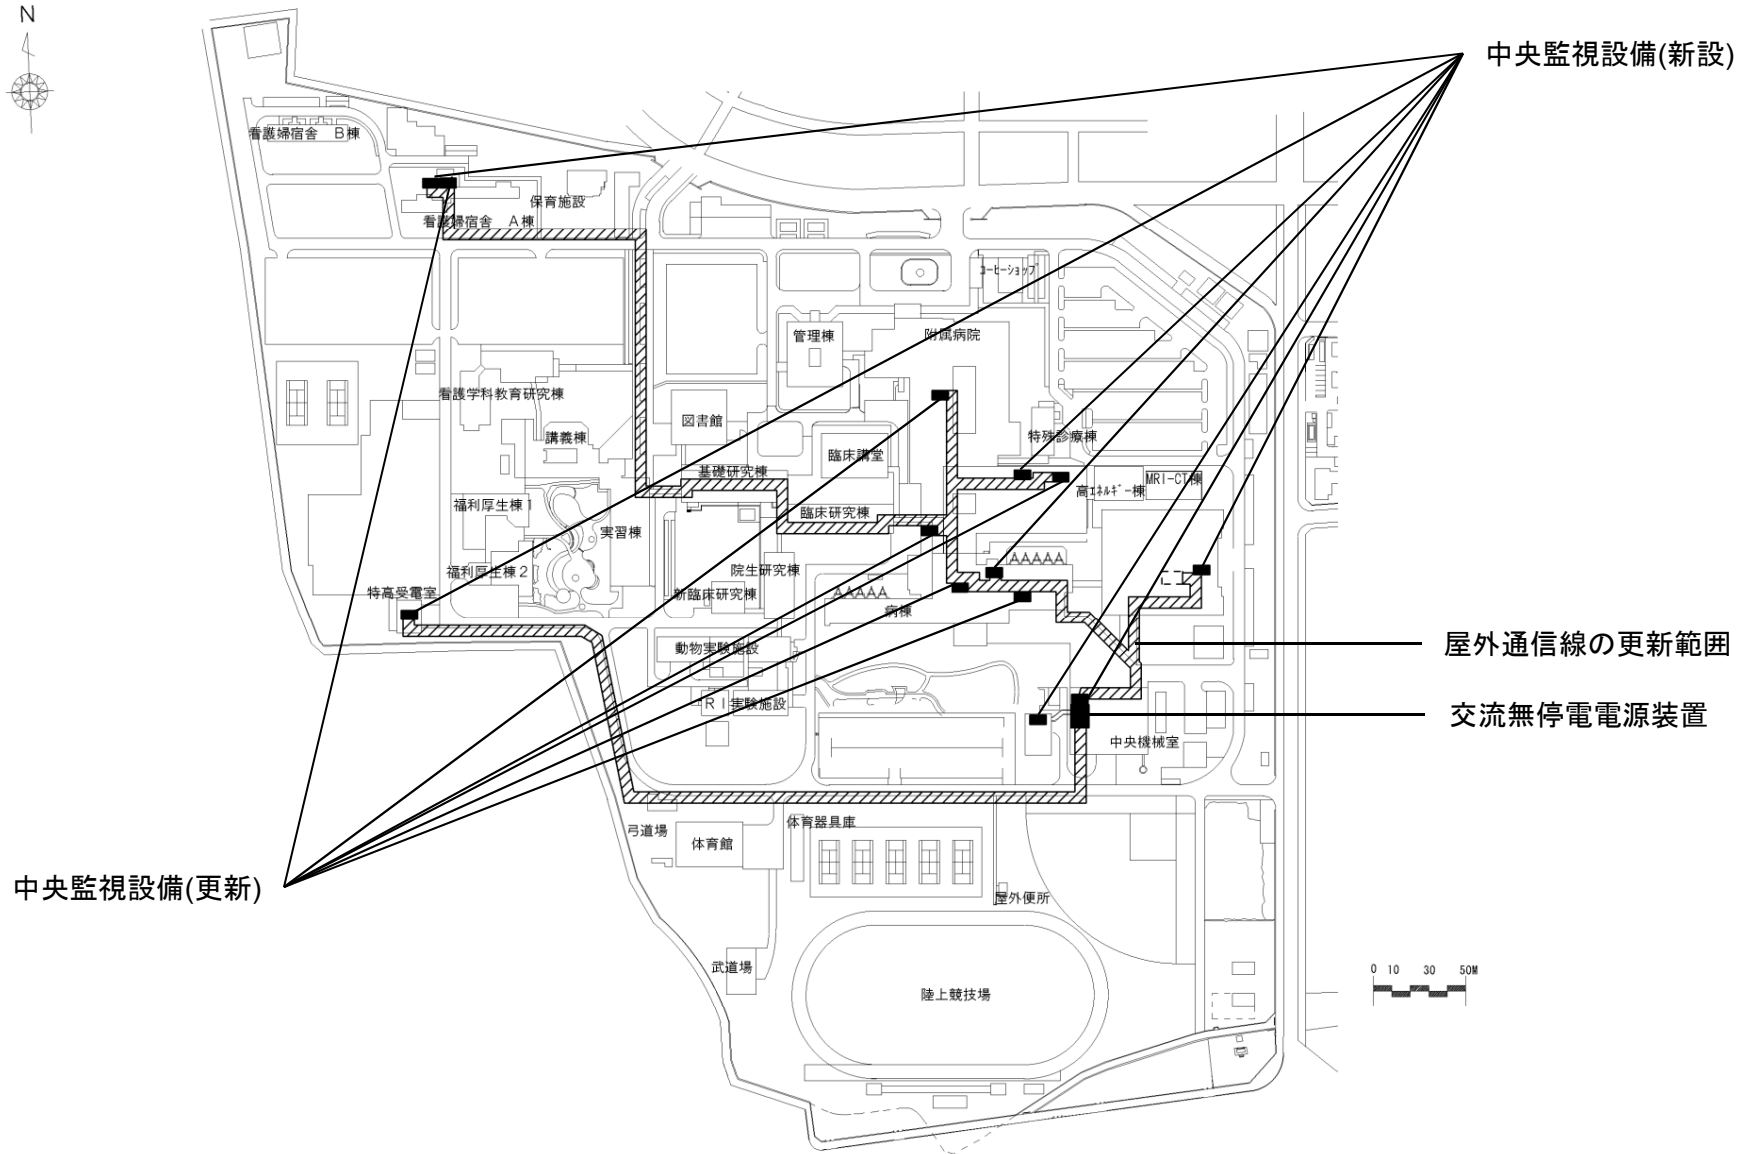 N
中央監視設備(新設)
看護婦宿舎 B棟
保育施設
看護婦宿舎 A棟
コーヒーショップ
管理棟
附属病院
看護学科教育研究棟
図書館
講義棟
特殊診療棟
臨床講堂
基礎研究棟
MRI-CT棟
高エネルギー棟
福利厚生棟1
臨床研究棟
実習棟
AAAAA
院生研究棟
福利厚生棟2
特高受電室
新臨床研究棟
AAAAA
病棟
屋外通信線の更新範囲
動物実験施設
RI実験施設
交流無停電電源装置
中央機械室
体育器具庫
弓道場
体育館
中央監視設備(更新)
屋外便所
武道場
陸上競技場
0 10 30 50M